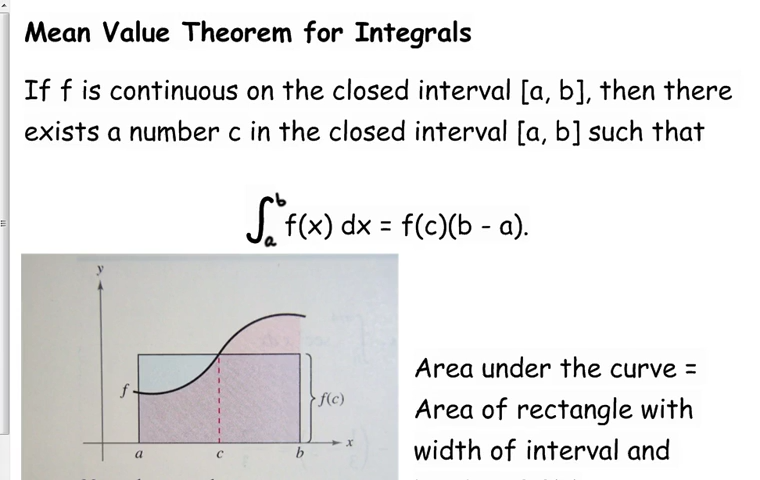 Mean Value Theorem for Integrals
If f is continuous on the closed interval [a, b], then there
exists a number c in the closed interval [a, b] such that
∫ₐᵇ f(x) dx = f(c)(b - a).
y
f
f(c)
x
a c b
Area under the curve =
Area of rectangle with
width of interval and